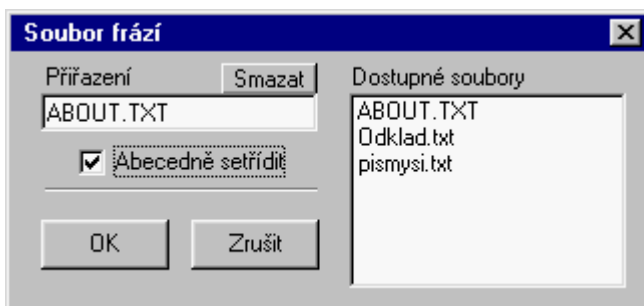 Soubor frází
Přiřazení
Smazat
ABOUT.TXT
Abecedně setřídit
OK
Zrušit
Dostupné soubory
ABOUT.TXT
Odklad.txt
pismysi.txt